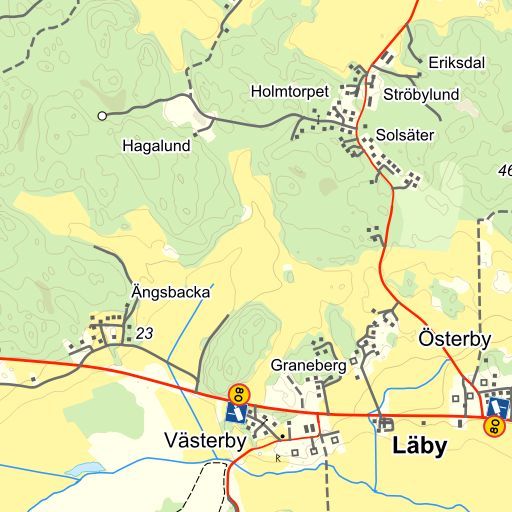 Eriksdal
Holmtorpet
Ströbylund
Solsäter
Hagalund
46
Ängsbacka
23
Österby
Graneberg
80
80
Västerby
Läby
K